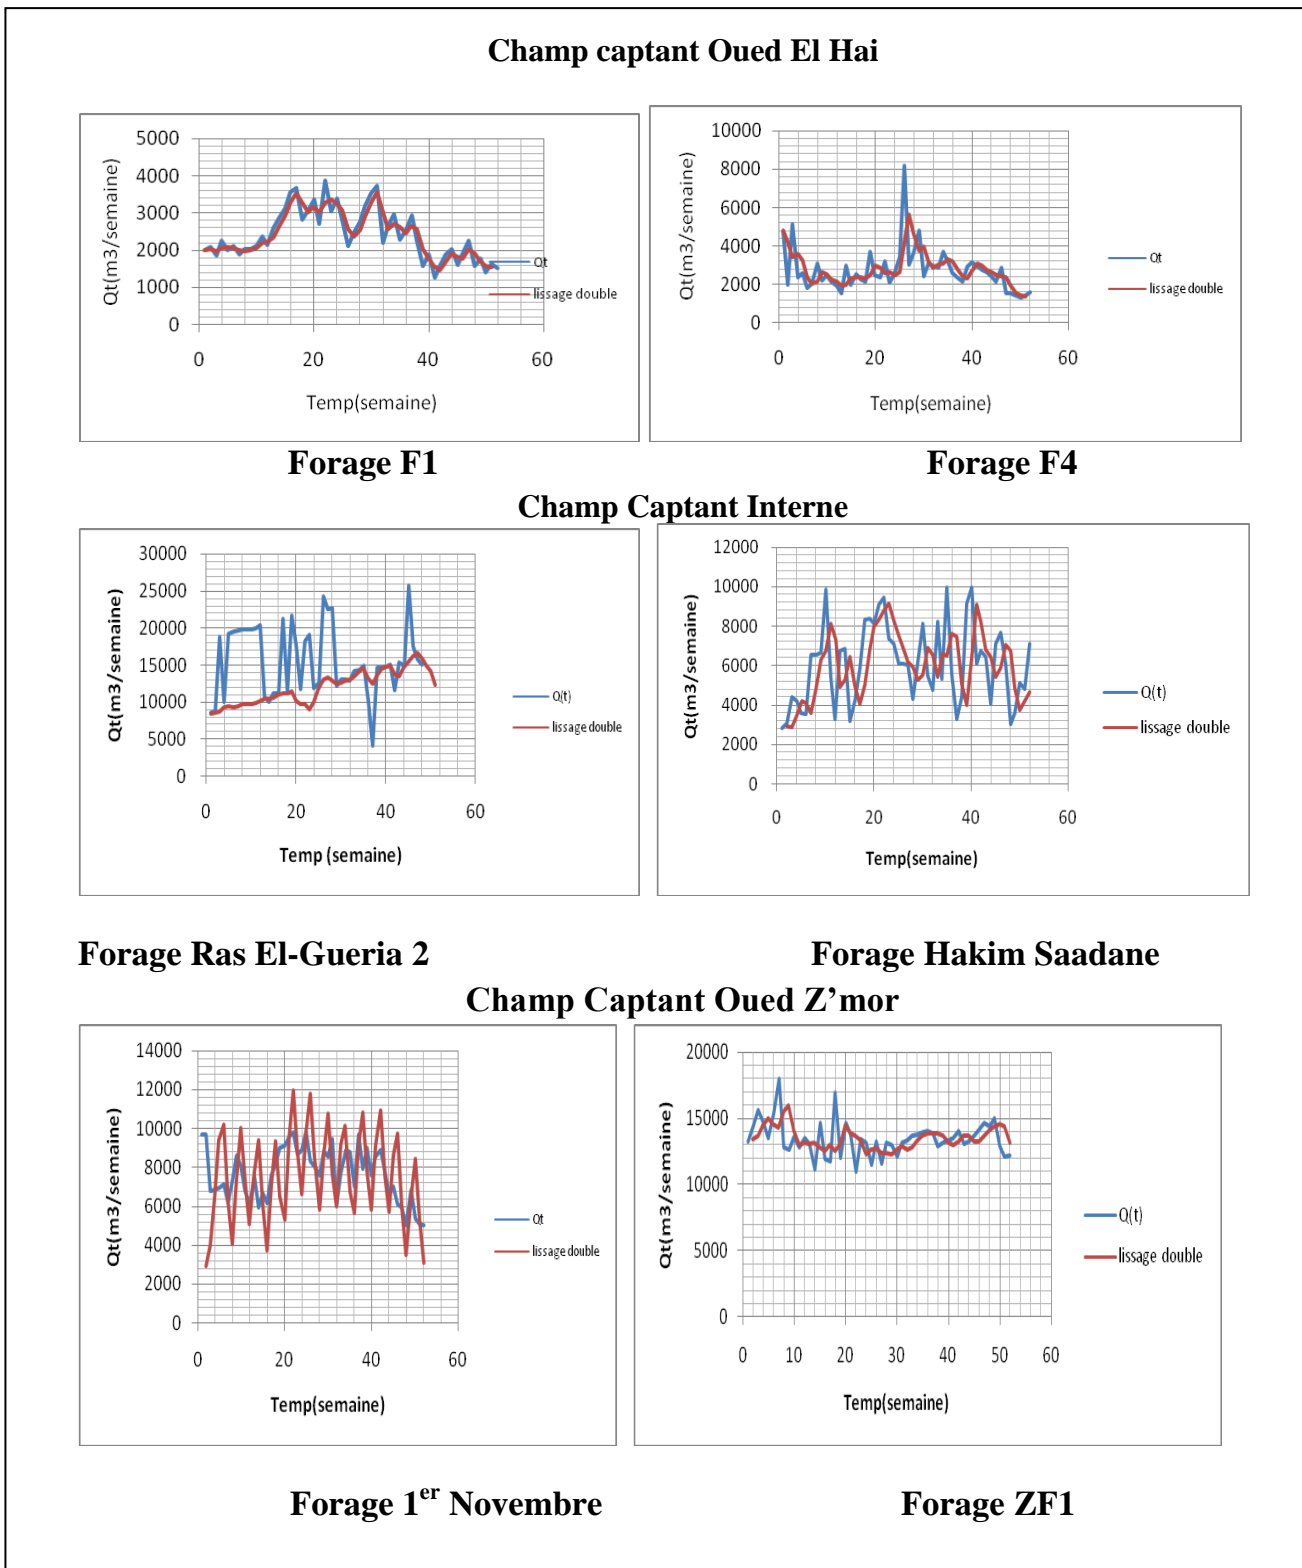 Champ captant Oued El Hai
Qt(m3/semaine)
5000
4000
3000
2000
1000
0
0 20 40 60
Temp(semaine)
Qt
lissage double
Qt(m3/semaine)
10000
8000
6000
4000
2000
0
0 20 40 60
Temp(semaine)
Qt
lissage double
Forage F1 Forage F4
Champ Captant Interne
Qt(m3/semaine)
30000
25000
20000
15000
10000
5000
0
0 20 40 60
Temp (semaine)
Q(t)
lissage double
Qt(m3/semaine)
12000
10000
8000
6000
4000
2000
0
0 20 40 60
Temp(semaine)
Q(t)
lissage double
Forage Ras El-Gueria 2 Forage Hakim Saadane
Champ Captant Oued Z’mor
Qt(m3/semaine)
14000
12000
10000
8000
6000
4000
2000
0
0 20 40 60
Temp(semaine)
Qt
lissage double
Qt(m3/semaine)
20000
15000
10000
5000
0
0 10 20 30 40 50 60
Temp(semaine)
Q(t)
lissage double
Forage 1er Novembre Forage ZF1